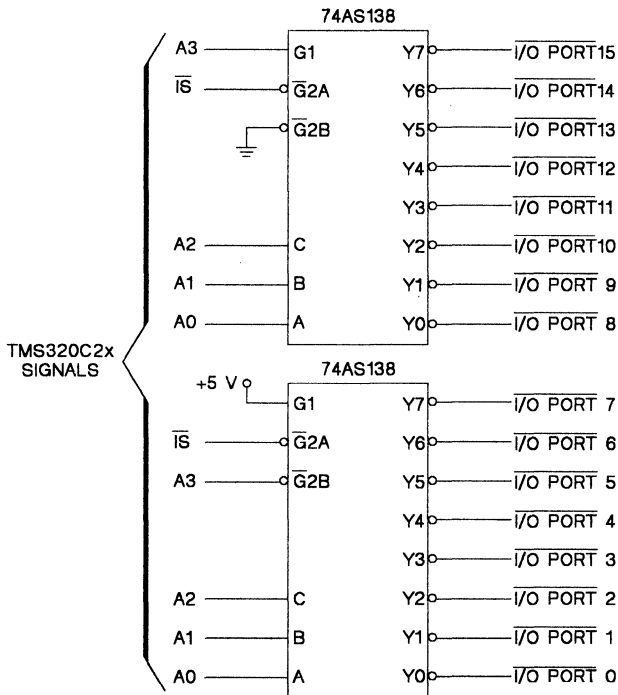 74AS138
A3 G1 Y7 I/O PORT15
IS G2A Y6 I/O PORT14
G2B Y5 I/O PORT13
Y4 I/O PORT12
Y3 I/O PORT11
A2 C Y2 I/O PORT10
A1 B Y1 I/O PORT 9
A0 A Y0 I/O PORT 8
TMS320C2x
SIGNALS
74AS138
+5 V
G1 Y7 I/O PORT 7
IS G2A Y6 I/O PORT 6
A3 G2B Y5 I/O PORT 5
Y4 I/O PORT 4
Y3 I/O PORT 3
A2 C Y2 I/O PORT 2
A1 B Y1 I/O PORT 1
A0 A Y0 I/O PORT 0